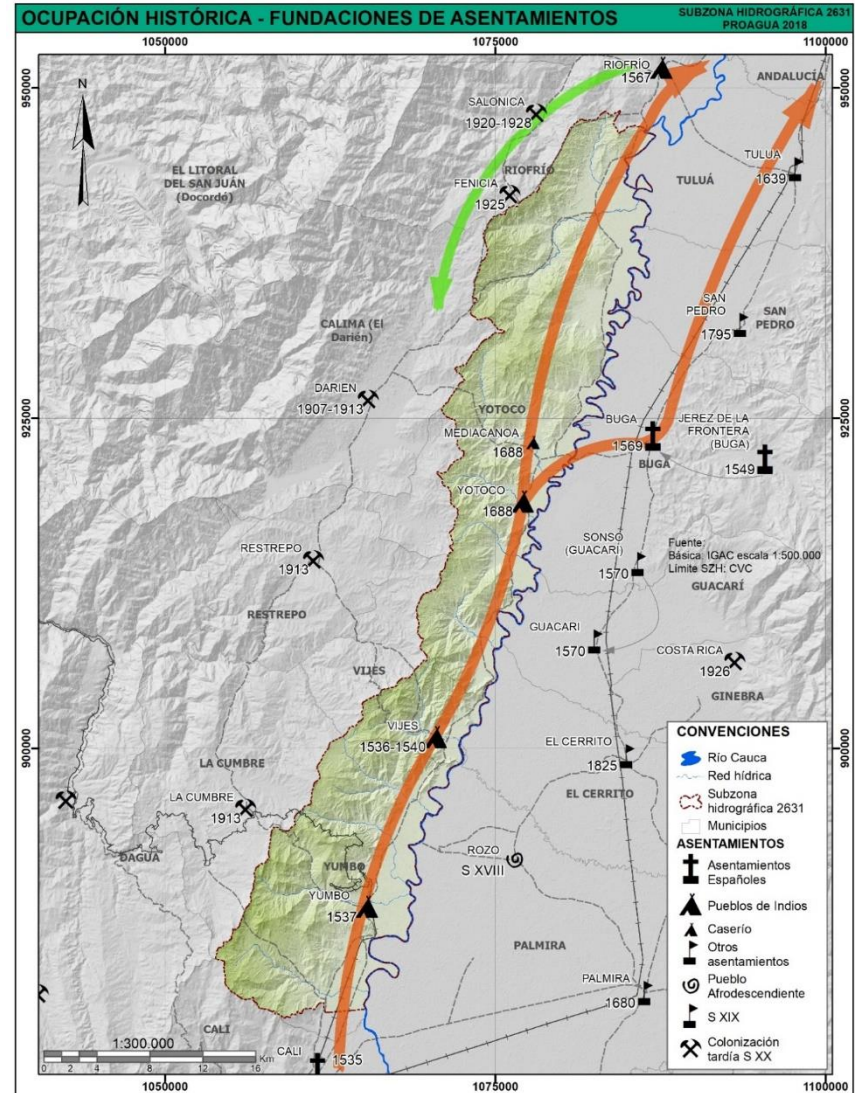 OCUPACIÓN HISTÓRICA - FUNDACIONES DE ASENTAMIENTOS
SUBZONA HIDROGRÁFICA 2631
PROAGUA 2018
1050000
1075000
1100000
950000
950000
N
RIOFRÍO
1567
ANDALUCÍA
SALONICA
1920-1928
TULUA
1639
EL LITORAL
DEL SAN JUÁN
(Docordó)
RIOFRÍO
FENICIA
1925
TULUÁ
SAN
PEDRO
1795
SAN
PEDRO
CALIMA (El
Darién)
DARIEN
1907-1913
925000
925000
YOTOCO
MEDIACANOA
1688
BUGA
1569
BUGA
JEREZ DE LA
FRONTERA
(BUGA)
1549
YOTOCO
1688
RESTREPO
1913
SONSO
(GUACARI)
1570
Fuente:
Básica: IGAC escala 1:500.000
Límite SZH: CVC
GUACARÍ
RESTREPO
GUACARI
1570
COSTA RICA
1926
GINEBRA
VIJES
VIJES
1536-1540
900000
900000
EL CERRITO
1825
EL CERRITO
LA CUMBRE
LA CUMBRE
1913
DAGUA
YUMBO
YUMBO
1537
ROZO
S XVIII
PALMIRA
PALMIRA
1680
CALI
CALI
1535
1:300.000
0 2 4 8 12 16
Km
CONVENCIONES
Río Cauca
Red hídrica
Subzona
hidrográfica 2631
Municipios
ASENTAMIENTOS
Asentamientos
Españoles
Pueblos de Indios
Caserío
Otros
asentamientos
Pueblo
Afrodescendiente
S XIX
Colonización
tardía S XX
1050000
1075000
1100000